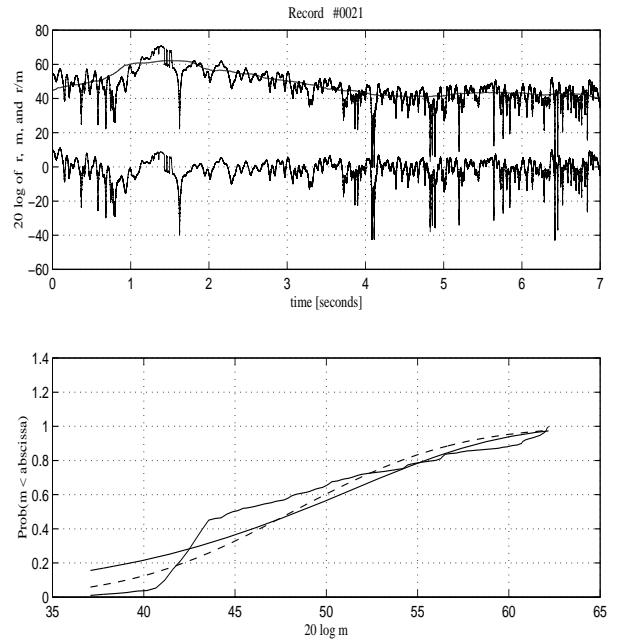 Record #0021
20 log of r, m, and r/m
80
60
40
20
0
−20
−40
−60
0 1 2 3 4 5 6 7
time [seconds]
Prob(m < abscissa)
1.4
1.2
1
0.8
0.6
0.4
0.2
0
35 40 45 50 55 60 65
20 log m